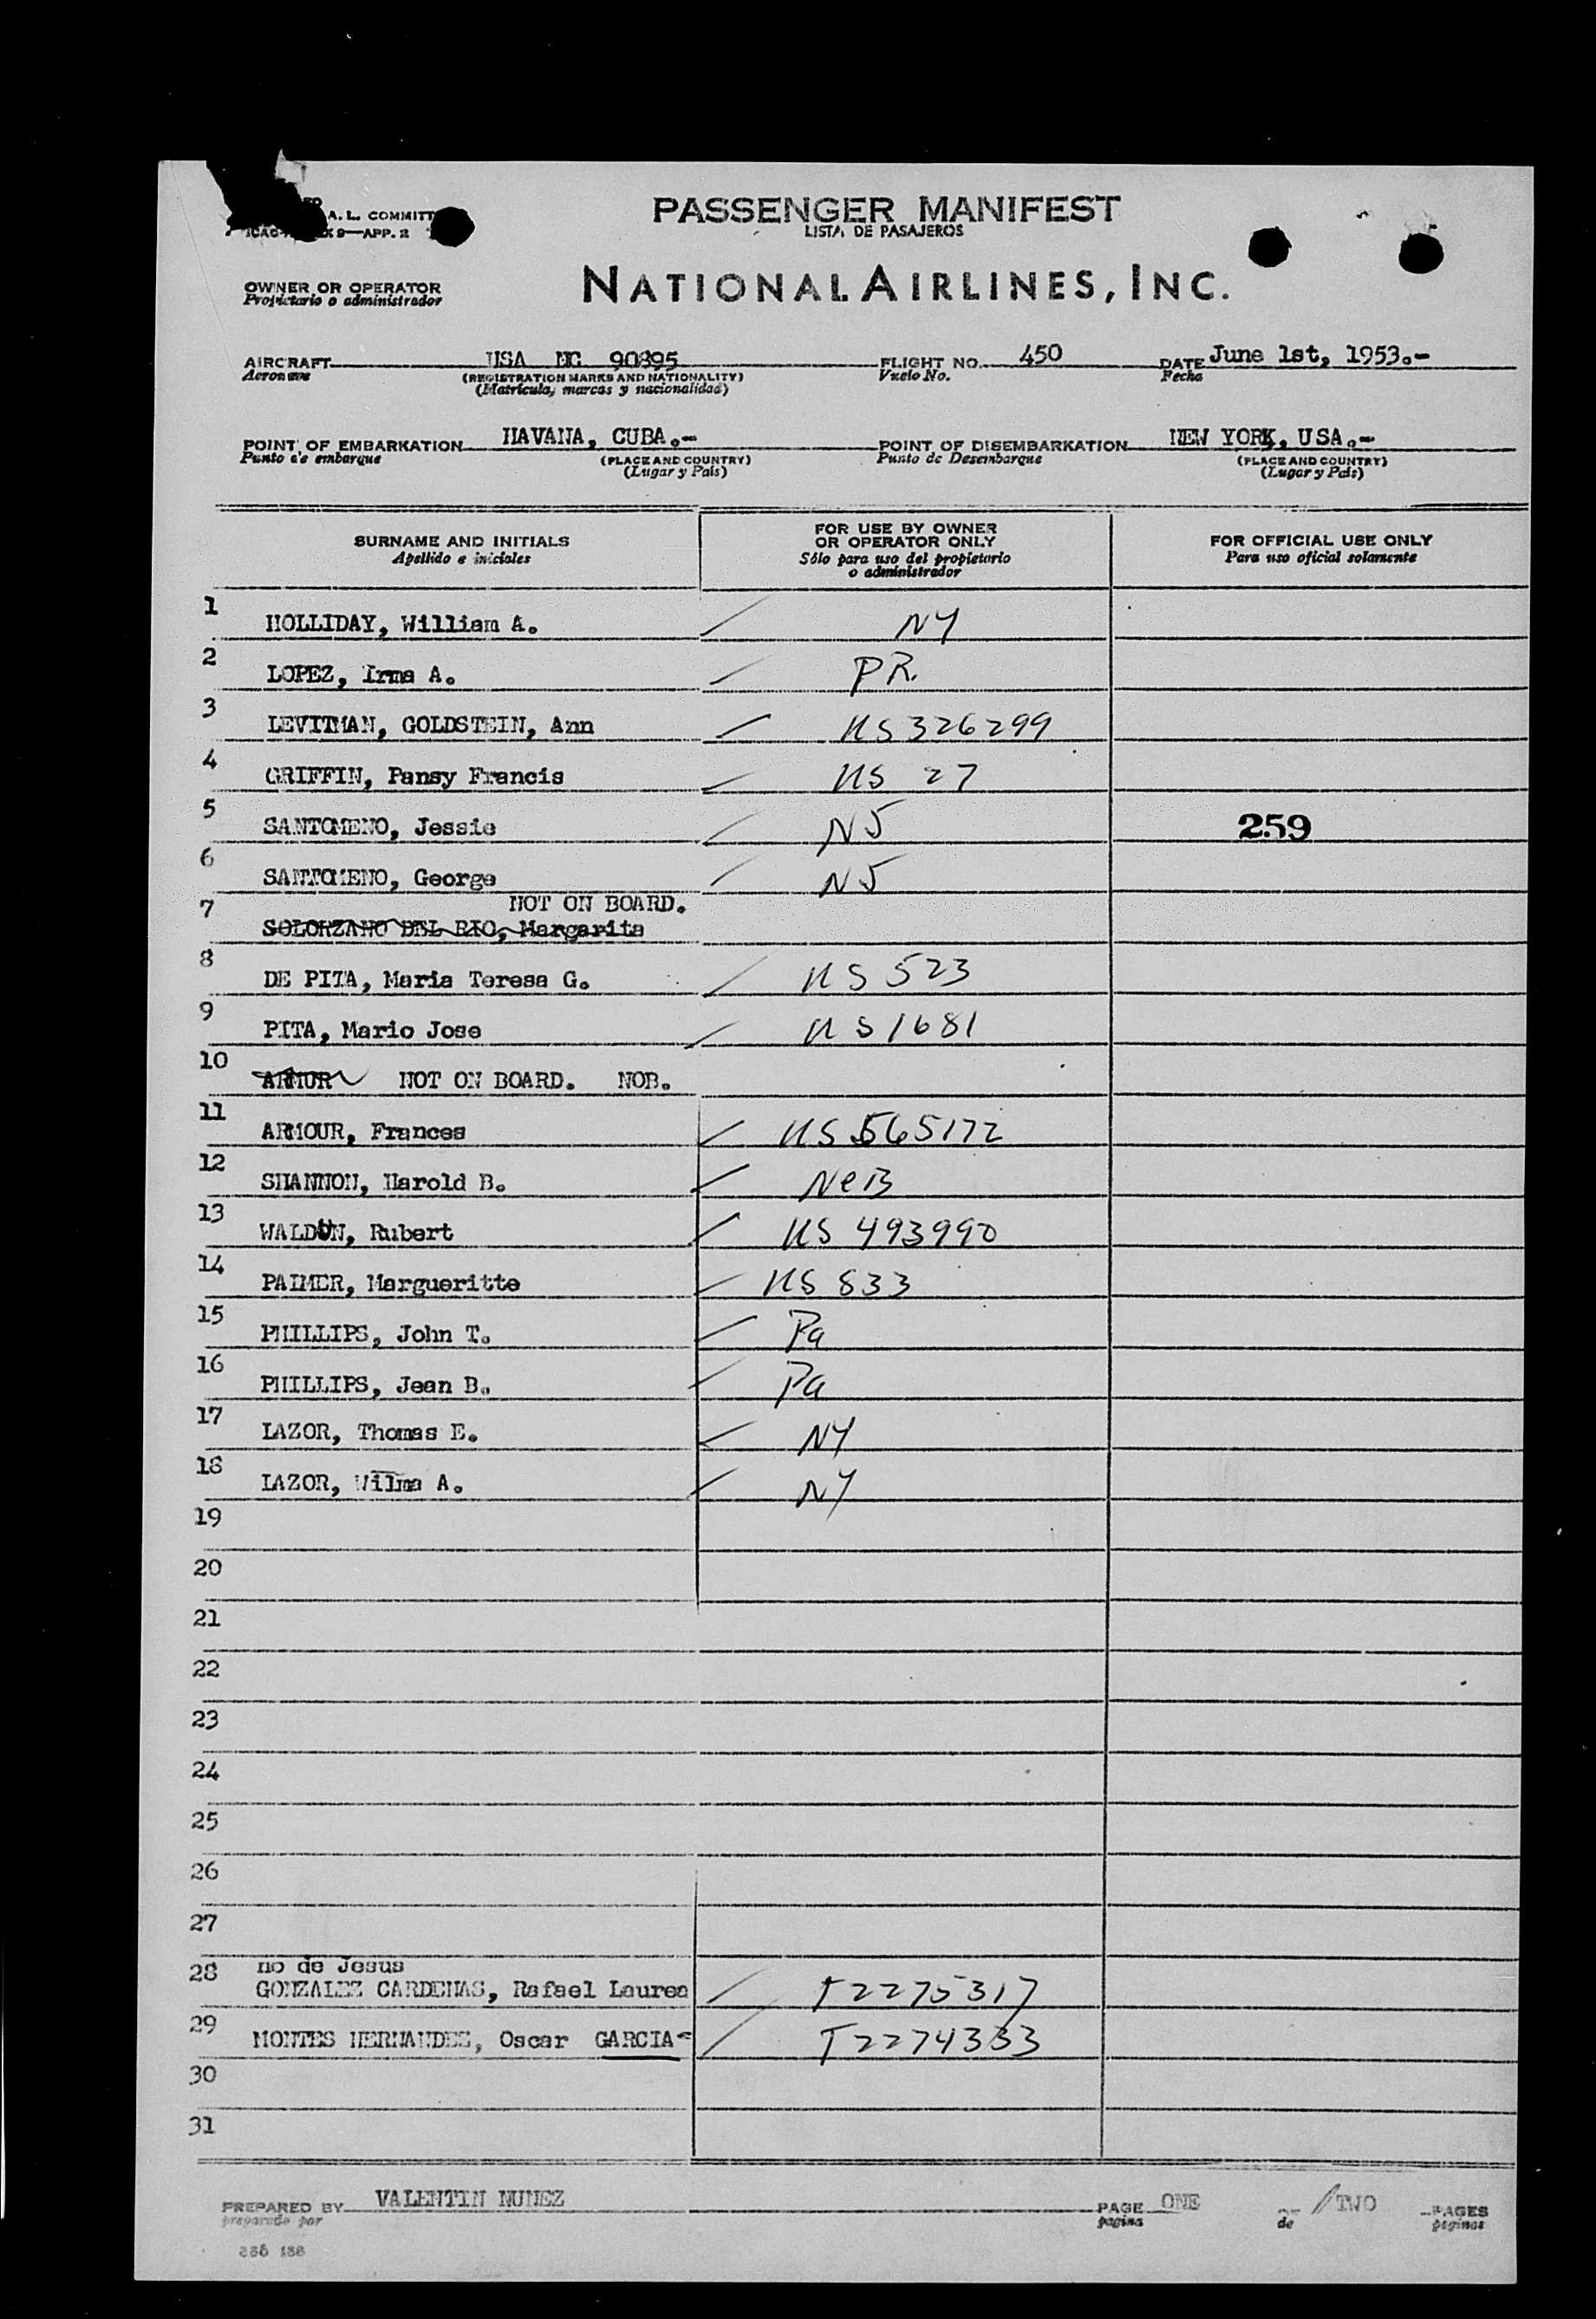 A. L. COMMITT
9—APP. 2
PASSENGER MANIFEST
LISTA DE PASAJEROS
OWNER OR OPERATOR
Propietario o administrador
NATIONAL AIRLINES, INC.
AIRCRAFT USA NC 90895 FLIGHT NO. 450 DATE June 1st, 1953.-
Aeronave (REGISTRATION MARKS AND NATIONALITY) Vuelo No. Fecha
(Matricula, marcas y nacionalidad)
POINT OF EMBARKATION HAVANA, CUBA.- POINT OF DISEMBARKATION NEW YORK, USA.-
Punto de embarque (PLACE AND COUNTRY) Punto de Desembarque (PLACE AND COUNTRY)
(Lugar y País) (Lugar y País)
SURNAME AND INITIALS
Apellido e iniciales
FOR USE BY OWNER
OR OPERATOR ONLY
Sólo para uso del propietario
o administrador
FOR OFFICIAL USE ONLY
Para uso oficial solamente
1 HOLLIDAY, William A. NY
2 LOPEZ, Irma A. PR.
3 LEVITMAN, GOLDSTEIN, Ann US 326299
4 GRIFFIN, Pansy Francis US 27
5 SANTOMENO, Jessie NJ 259
6 SANTOMENO, George NJ
NOT ON BOARD.
7 SOLORZANO DEL RIO, Margarita
8 DE PITA, Maria Teresa G. US 523
9 PITA, Mario Jose US 1681
10 ARMUR NOT ON BOARD. NOB.
11 ARMOUR, Frances US 565172
12 SHANNON, Harold B. NeB
13 WALDON, Rubert US 493990
14 PALMER, Margueritte US 833
15 PHILLIPS, John T. Pa
16 PHILLIPS, Jean B. Pa
17 LAZOR, Thomas E. NY
18 LAZOR, Wilma A. NY
19
20
21
22
23
24
25
26
27
no de Jesus
28 GONZALEZ CARDENAS, Rafael Laurea T2275317
29 MONTES HERNANDEZ, Oscar GARCIA- T2274333
30
31
PREPARED BY VALENTIN NUNEZ PAGE ONE TWO PAGES
preparado por pagina de paginas